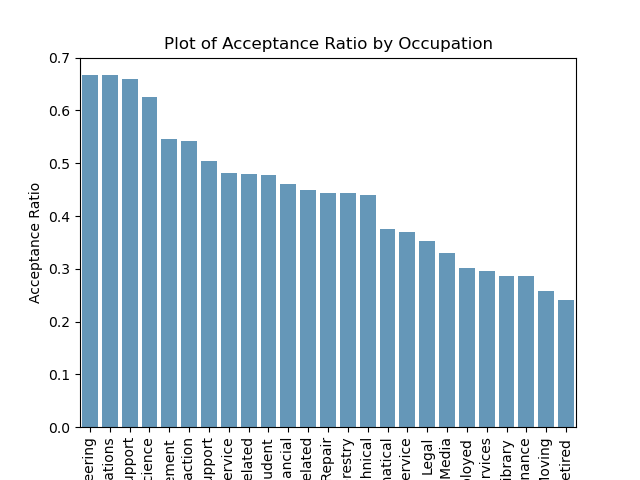 Plot of Acceptance Ratio by Occupation
Acceptance Ratio
0.7
0.6
0.5
0.4
0.3
0.2
0.1
0.0
eering
ations
upport
cience
ement
action
upport
ervice
elated
udent
ancial
elated
Repair
restry
hnical
natical
ervice
Legal
Media
loyed
rvices
ibrary
nance
Moving
etired